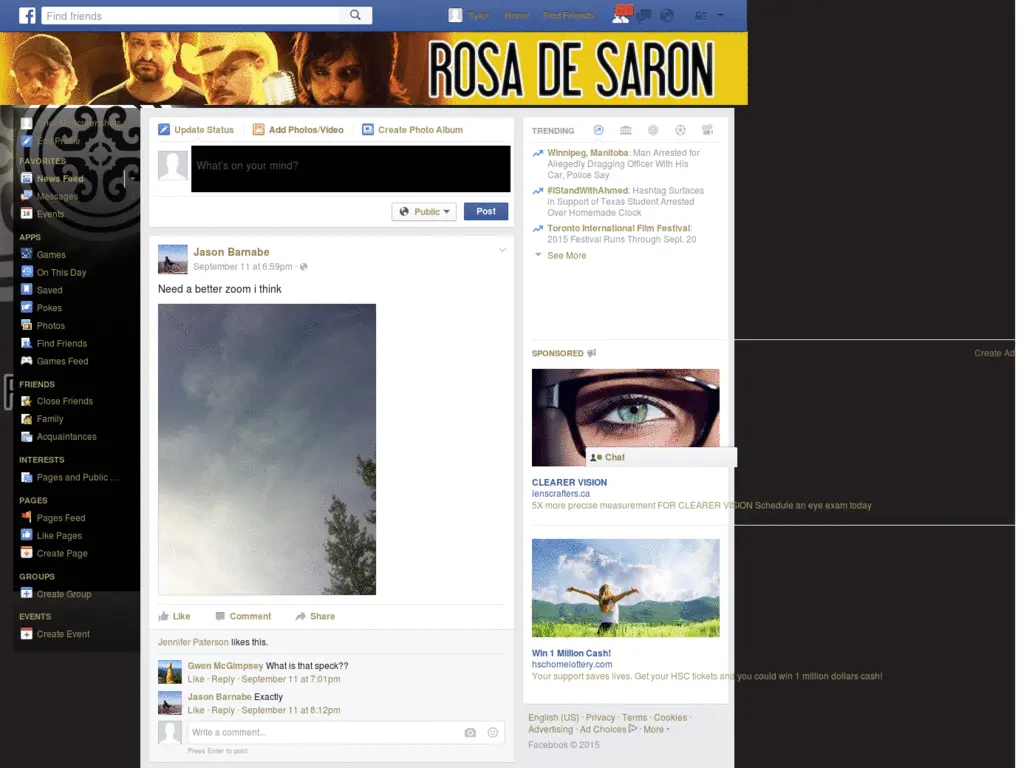 Find friends
Tyler Home Find Friends
ROSA DE SARON
Edit Profile
FAVORITES
News Feed
Messages
16 Events
APPS
Games
On This Day
Saved
Pokes
Photos
Find Friends
Games Feed
FRIENDS
Close Friends
Family
Acquaintances
INTERESTS
Pages and Public ...
PAGES
Pages Feed
Like Pages
Create Page
GROUPS
Create Group
EVENTS
Create Event
Update Status Add Photos/Video Create Photo Album
What's on your mind?
Public Post
Jason Barnabe
September 11 at 6:59pm ·
Need a better zoom i think
Like Comment Share
Jennifer Paterson likes this.
Gwen McGimpsey What is that speck??
Like · Reply · September 11 at 7:01pm
Jason Barnabe Exactly
Like · Reply · September 11 at 8:12pm
Write a comment...
Press Enter to post.
TRENDING
Winnipeg, Manitoba: Man Arrested for
Allegedly Dragging Officer With His
Car, Police Say
#IStandWithAhmed: Hashtag Surfaces
in Support of Texas Student Arrested
Over Homemade Clock
Toronto International Film Festival:
2015 Festival Runs Through Sept. 20
See More
SPONSORED
Create Ad
Chat
CLEARER VISION
lenscrafters.ca
5X more precise measurement FOR CLEARER VISION Schedule an eye exam today
Win 1 Million Cash!
hschomelottery.com
Your support saves lives. Get your HSC tickets and you could win 1 million dollars cash!
English (US) · Privacy · Terms · Cookies ·
Advertising · Ad Choices · More
Facebook © 2015